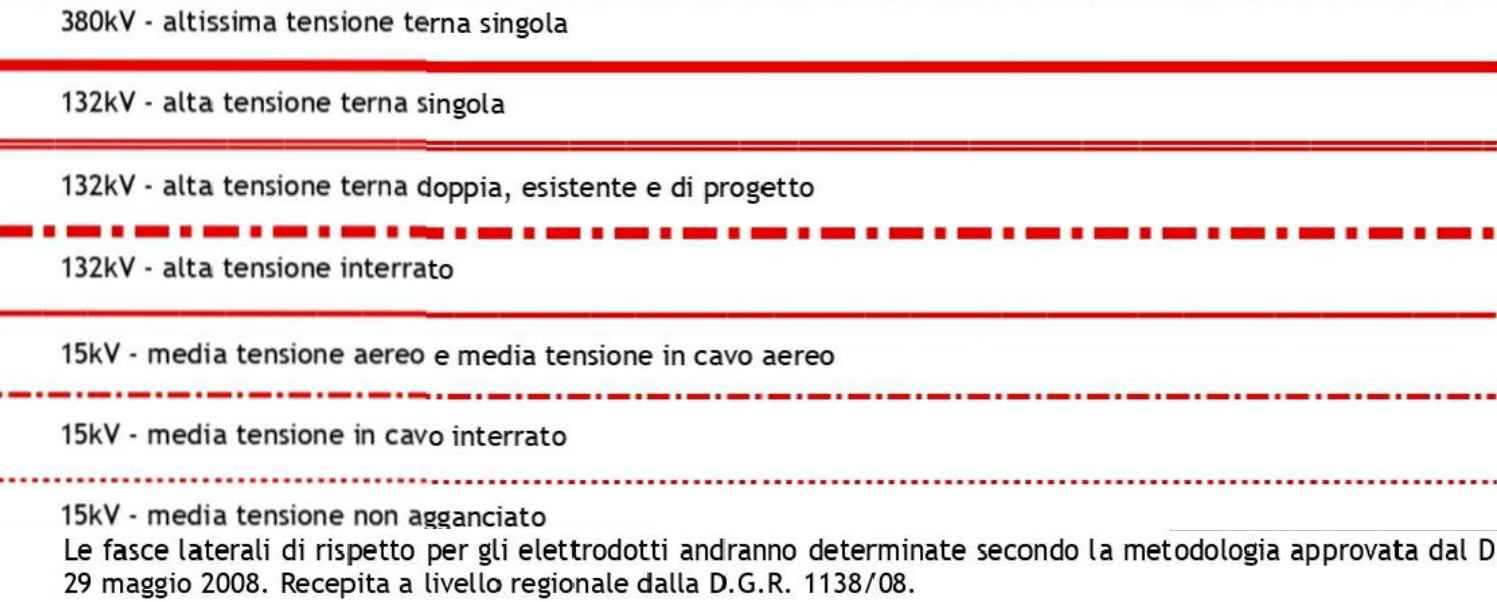 380kV - altissima tensione terna singola
132kV - alta tensione terna singola
132kV - alta tensione terna doppia, esistente e di progetto
132kV - alta tensione interrato
15kV - media tensione aereo e media tensione in cavo aereo
15kV - media tensione in cavo interrato
15kV - media tensione non agganciato
Le fasce laterali di rispetto per gli elettrodotti andranno determinate secondo la metodologia approvata dal D
29 maggio 2008. Recepita a livello regionale dalla D.G.R. 1138/08.